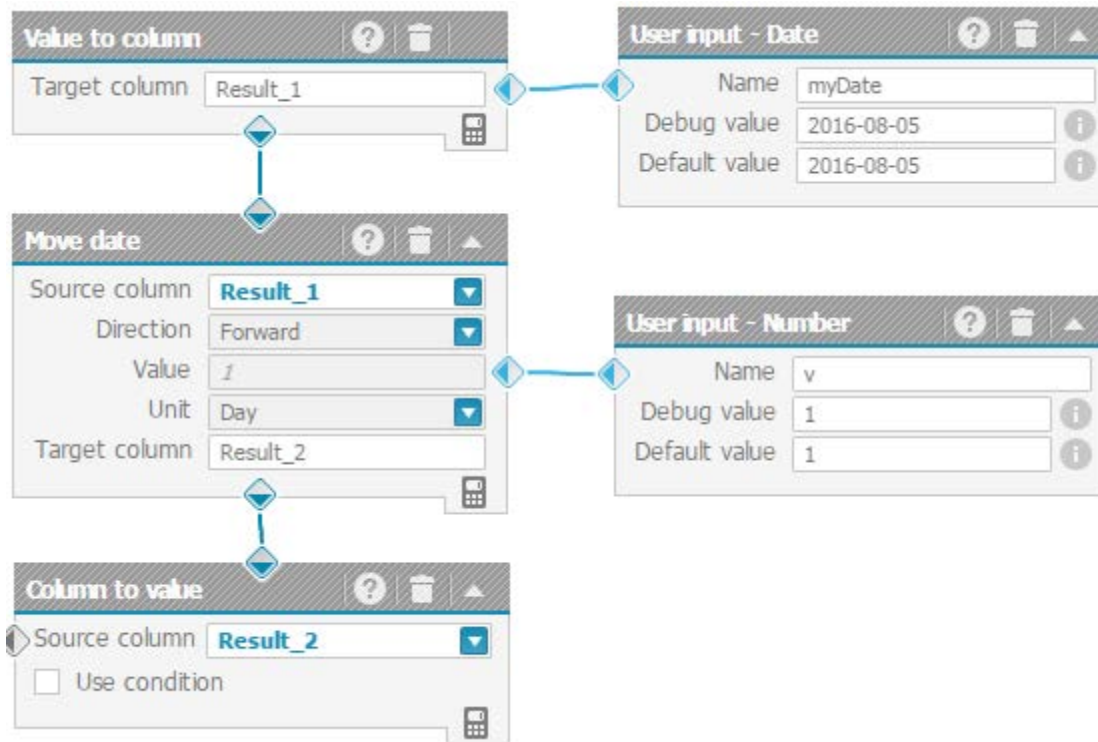 Value to column
Target column Result_1
User input - Date
Name myDate
Debug value 2016-08-05
Default value 2016-08-05
Move date
Source column Result_1
Direction Forward
Value 1
Unit Day
Target column Result_2
User input - Number
Name v
Debug value 1
Default value 1
Column to value
Source column Result_2
Use condition